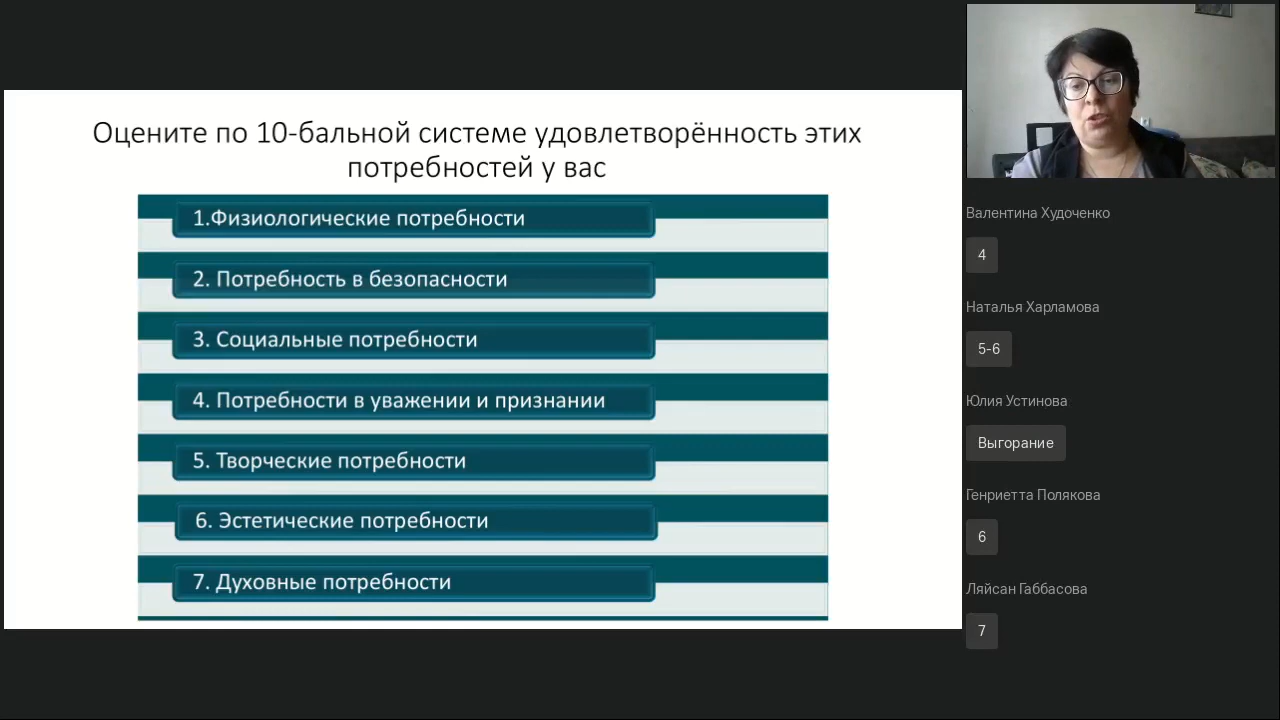 Оцените по 10-бальной системе удовлетворённость этих
потребностей у вас
1.Физиологические потребности
2. Потребность в безопасности
3. Социальные потребности
4. Потребности в уважении и признании
5. Творческие потребности
6. Эстетические потребности
7. Духовные потребности
Валентина Худоченко
4
Наталья Харламова
5-6
Юлия Устинова
Выгорание
Генриетта Полякова
6
Ляйсан Габбасова
7